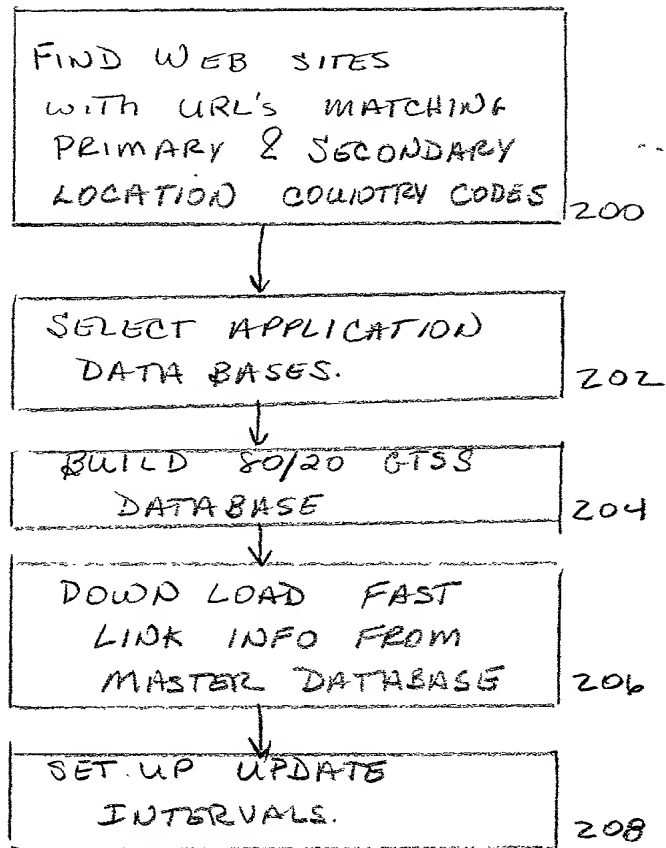 FIND WEB SITES
WITH URL'S MATCHING
PRIMARY & SECONDARY
LOCATION COUNTRY CODES
200
SELECT APPLICATION
DATA BASES.
202
BUILD 80/20 GTSS
DATABASE
204
DOWN LOAD FAST
LINK INFO FROM
MASTER DATABASE
206
SET UP UPDATE
INTERVALS.
208